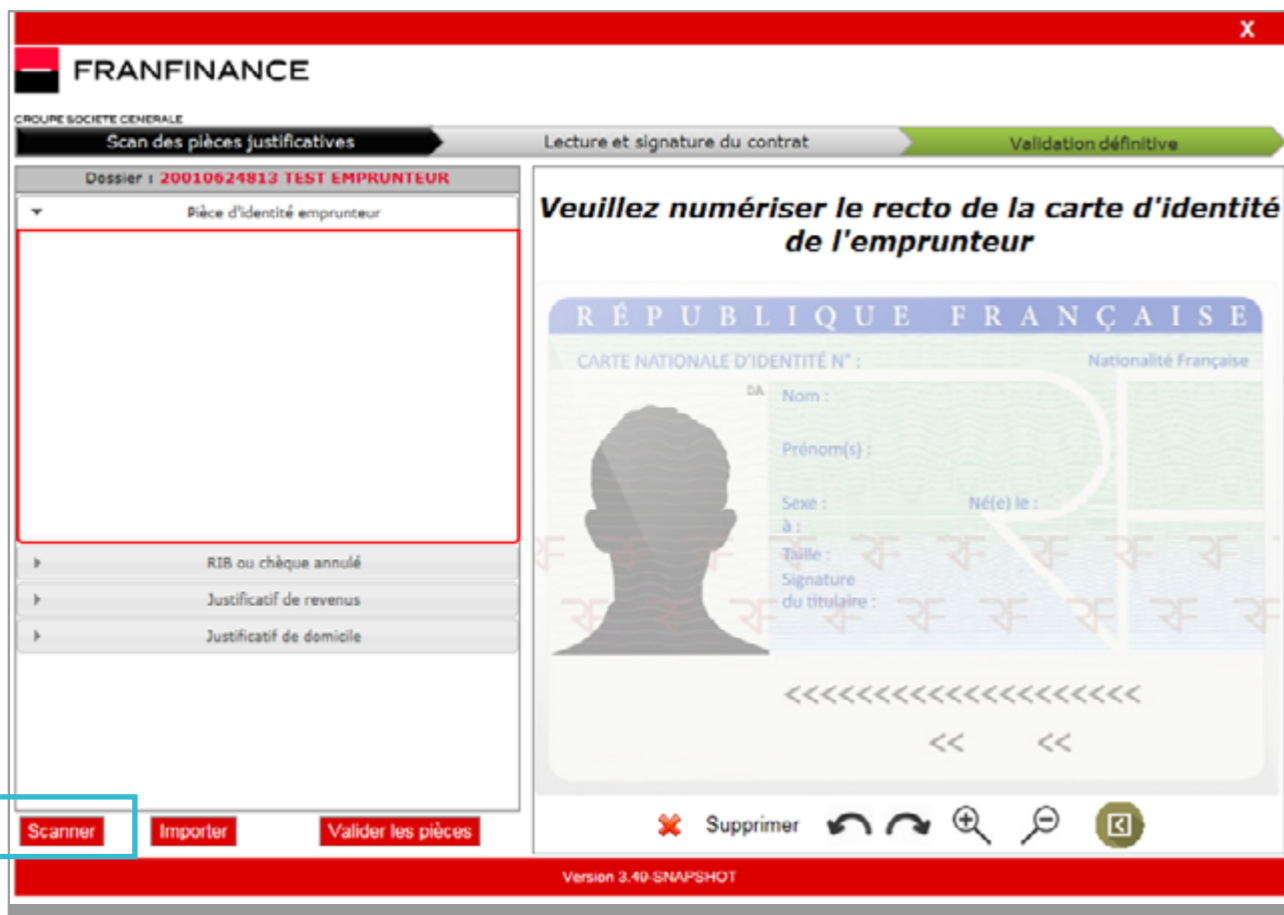 X
FRANFINANCE
GROUPE SOCIETE GENERALE
Scan des pièces justificatives
Lecture et signature du contrat
Validation définitive
Dossier : 20010624813 TEST EMPRUNTEUR
Pièce d'identité emprunteur
RIB ou chèque annulé
Justificatif de revenus
Justificatif de domicile
Scanner
Importer
Valider les pièces
Veuillez numériser le recto de la carte d'identité
de l'emprunteur
RÉPUBLIQUE FRANÇAISE
CARTE NATIONALE D'IDENTITÉ N° :
Nationalité Française
DA
Nom :
Prénom(s) :
Sexe :
Né(e) le :
à :
Taille :
Signature
du titulaire :
RF
<<<<<<<<<<<<<<<<<<<<
<< <<
Supprimer
Version 3.49-SNAPSHOT